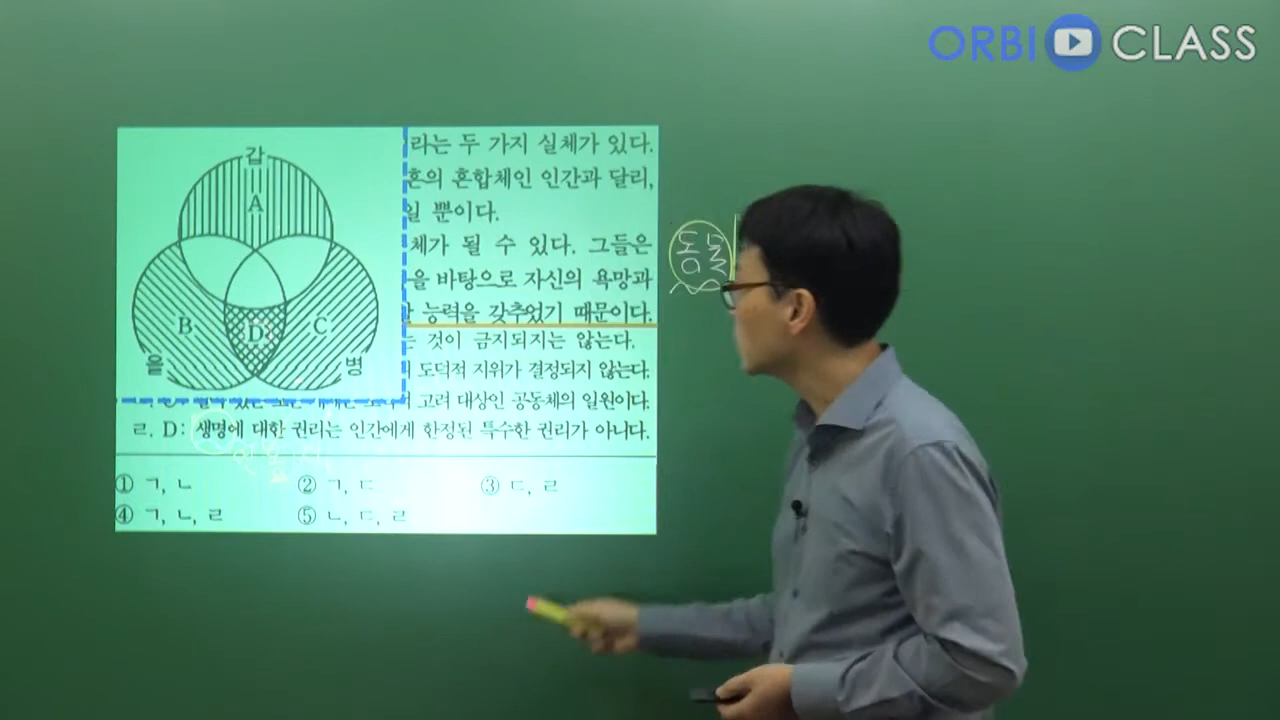 ORBI CLASS
갑
A
B
D
C
을
병
라는 두 가지 실체가 있다.
혼의 혼합체인 인간과 달리,
일 뿐이다.
체가 될 수 있다. 그들은
을 바탕으로 자신의 욕망과
능력을 갖추었기 때문이다.
는 것이 금지되지는 않는다.
도덕적 지위가 결정되지 않는다.
고려 대상인 공동체의 일원이다.
ㄹ. D: 생명에 대한 권리는 인간에게 한정된 특수한 권리가 아니다.
① ㄱ, ㄴ ② ㄱ, ㄷ ③ ㄷ, ㄹ
④ ㄱ, ㄴ, ㄹ ⑤ ㄴ, ㄷ, ㄹ
동물